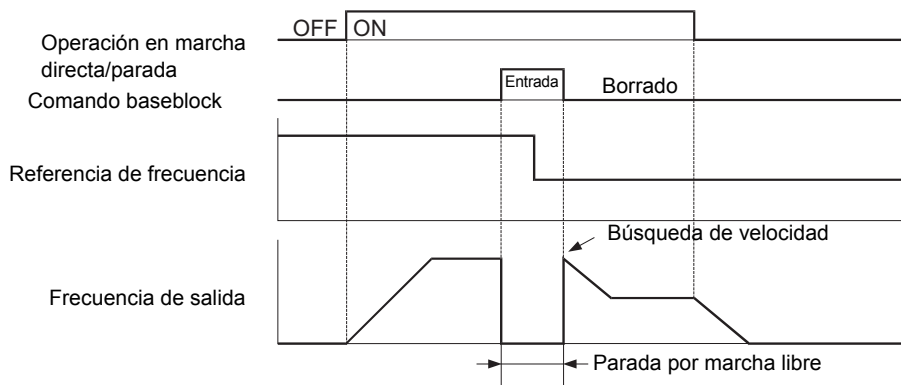 OFF ON
Operación en marcha
directa/parada
Entrada
Comando baseblock
Borrado
Referencia de frecuencia
Búsqueda de velocidad
Frecuencia de salida
Parada por marcha libre